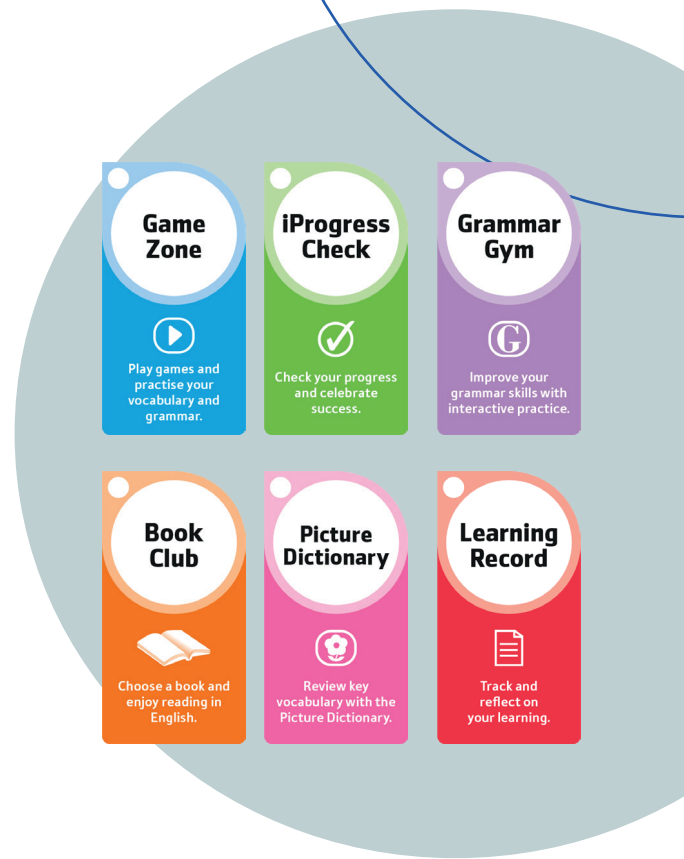 Game
Zone
Play games and
practise your
vocabulary and
grammar.
iProgress
Check
Check your progress
and celebrate
success.
Grammar
Gym
G
Improve your
grammar skills with
interactive practice.
Book
Club
Choose a book and
enjoy reading in
English.
Picture
Dictionary
Review key
vocabulary with the
Picture Dictionary.
Learning
Record
Track and
reflect on
your learning.